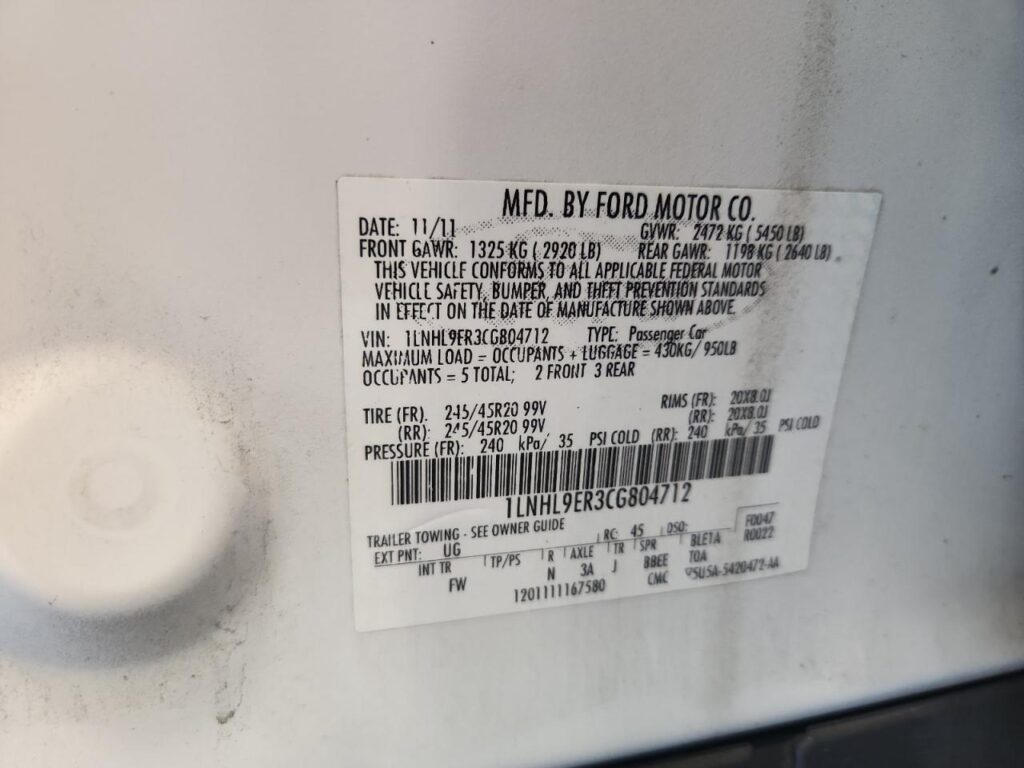 MFD. BY FORD MOTOR CO.
DATE: 11/11 GVWR: 2472 KG ( 5450 LB)
FRONT GAWR: 1325 KG ( 2920 LB) REAR GAWR: 1198 KG ( 2640 LB)
THIS VEHICLE CONFORMS TO ALL APPLICABLE FEDERAL MOTOR
VEHICLE SAFETY, BUMPER, AND THEFT PREVENTION STANDARDS
IN EFFECT ON THE DATE OF MANUFACTURE SHOWN ABOVE.
VIN: 1LNHL9ER3CG804712 TYPE: Passenger Car
MAXIMUM LOAD = OCCUPANTS + LUGGAGE = 430KG/ 950LB
OCCUPANTS = 5 TOTAL; 2 FRONT 3 REAR
TIRE (FR). 245/45R20 99V RIMS (FR): 20X8.0J
(RR): 245/45R20 99V (RR): 20X8.0J
PRESSURE (FR): 240 kPa/ 35 PSI COLD (RR): 240 kPa/ 35 PSI COLD
1LNHL9ER3CG804712
TRAILER TOWING - SEE OWNER GUIDE
EXT PNT: UG RC: 45 DSO: F0047
INT TR TP/PS R AXLE TR SPR BLETA R0022
FW N 3A J BBEE TOA
1201111167580 CMC 5U5A-5420472-AA